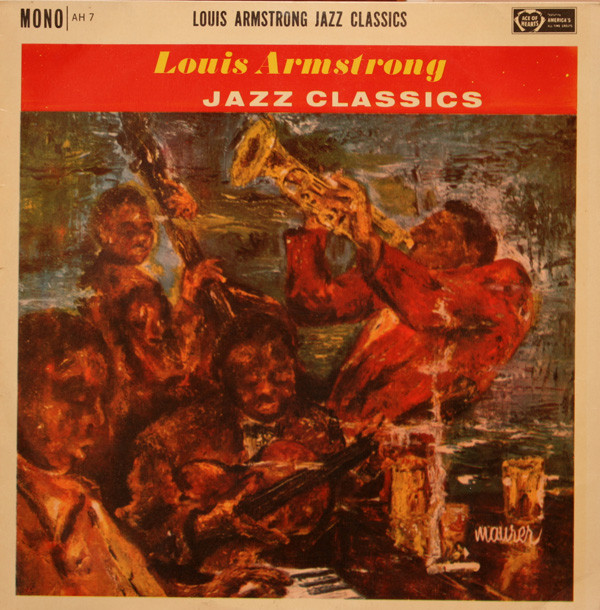 MONO | AH 7
LOUIS ARMSTRONG JAZZ CLASSICS
ACE OF HEARTS
AMERICA'S
Louis Armstrong
JAZZ CLASSICS
maurer